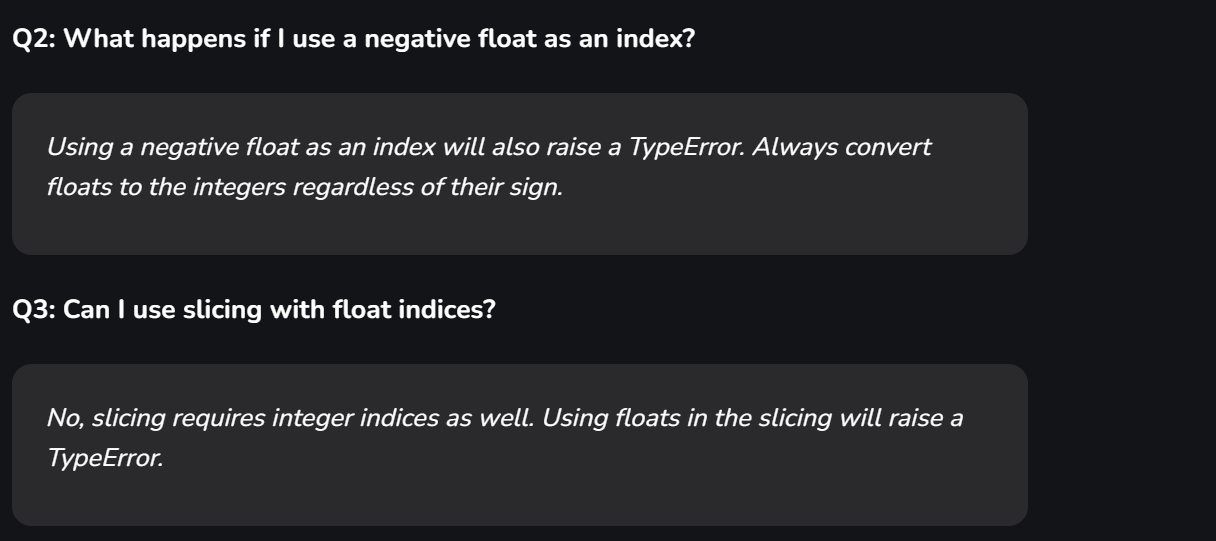 Q2: What happens if I use a negative float as an index?
Using a negative float as an index will also raise a TypeError. Always convert
floats to the integers regardless of their sign.
Q3: Can I use slicing with float indices?
No, slicing requires integer indices as well. Using floats in the slicing will raise a
TypeError.